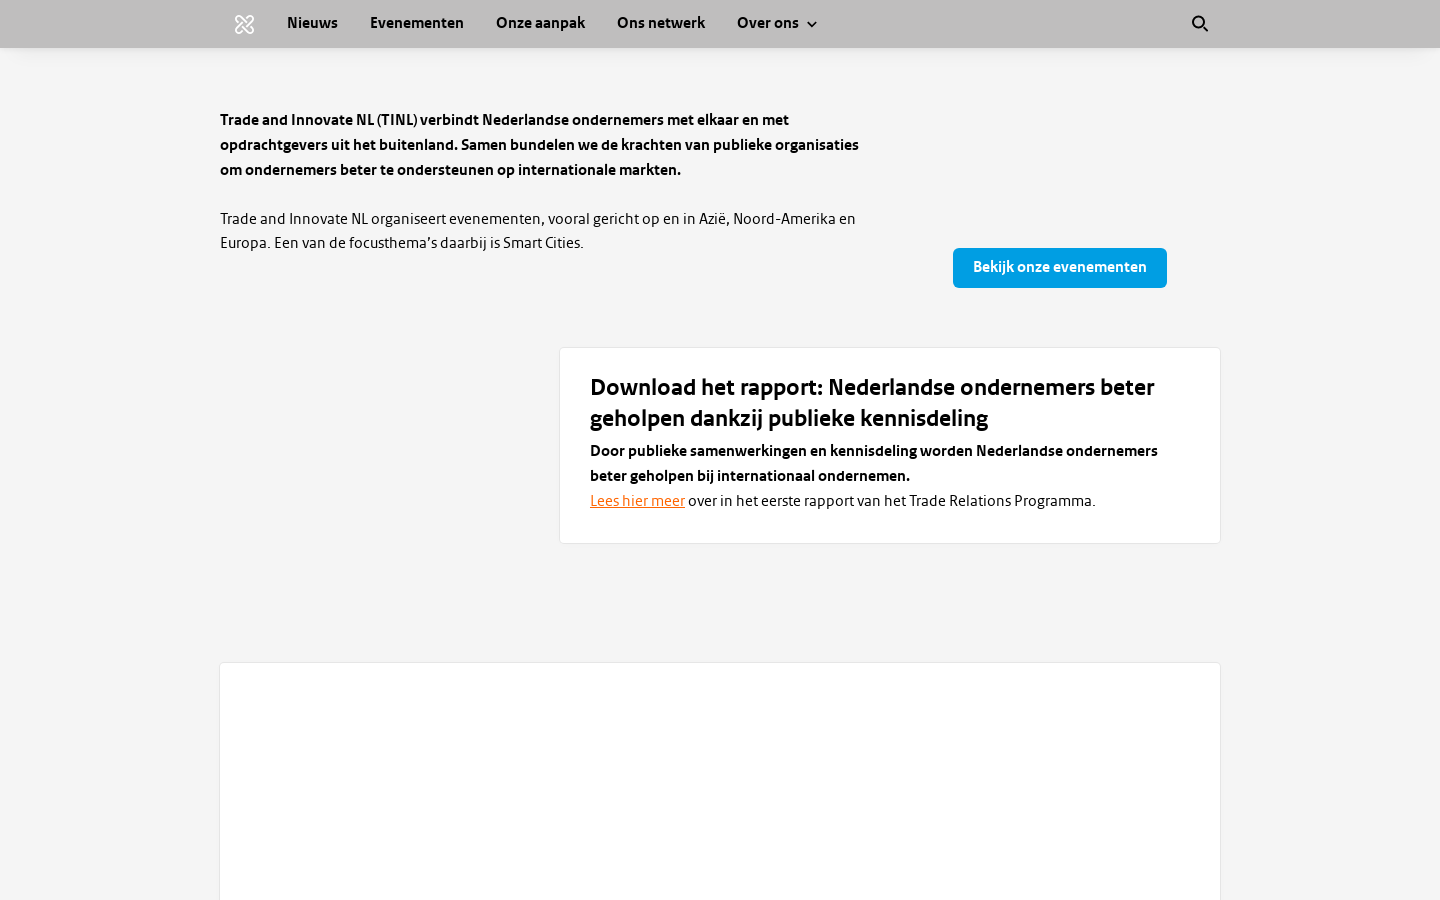 Nieuws Evenementen Onze aanpak Ons netwerk Over ons
Trade and Innovate NL (TINL) verbindt Nederlandse ondernemers met elkaar en met
opdrachtgevers uit het buitenland. Samen bundelen we de krachten van publieke organisaties
om ondernemers beter te ondersteunen op internationale markten.
Trade and Innovate NL organiseert evenementen, vooral gericht op en in Azië, Noord-Amerika en
Europa. Een van de focusthema’s daarbij is Smart Cities.
Bekijk onze evenementen
Download het rapport: Nederlandse ondernemers beter
geholpen dankzij publieke kennisdeling
Door publieke samenwerkingen en kennisdeling worden Nederlandse ondernemers
beter geholpen bij internationaal ondernemen.
Lees hier meer over in het eerste rapport van het Trade Relations Programma.